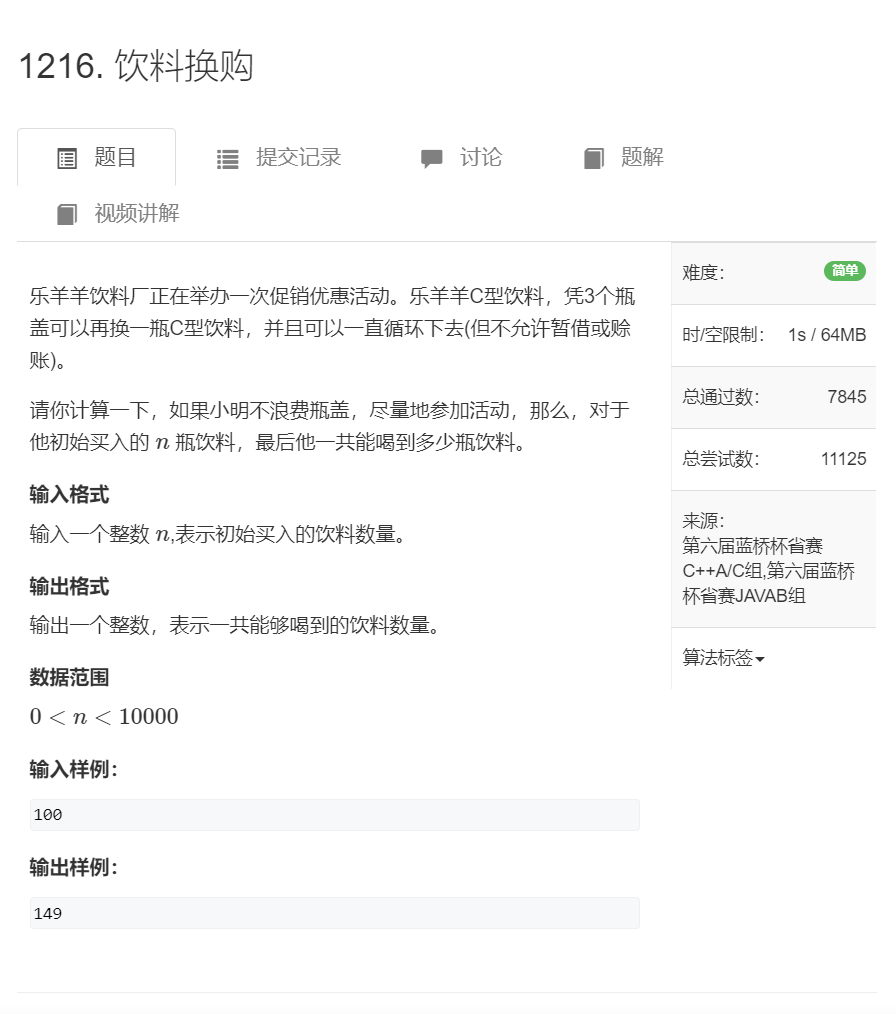 1216. 饮料换购
题目
提交记录
讨论
题解
视频讲解
乐羊羊饮料厂正在举办一次促销优惠活动。乐羊羊C型饮料，凭3个瓶
盖可以再换一瓶C型饮料，并且可以一直循环下去(但不允许暂借或赊
账)。
请你计算一下，如果小明不浪费瓶盖，尽量地参加活动，那么，对于
他初始买入的 n 瓶饮料，最后他一共能喝到多少瓶饮料。
输入格式
输入一个整数 n,表示初始买入的饮料数量。
输出格式
输出一个整数，表示一共能够喝到的饮料数量。
数据范围
0 < n < 10000
输入样例：
100
输出样例：
149
难度： 简单
时/空限制： 1s / 64MB
总通过数： 7845
总尝试数： 11125
来源：
第六届蓝桥杯省赛
C++A/C组,第六届蓝桥
杯省赛JAVAB组
算法标签